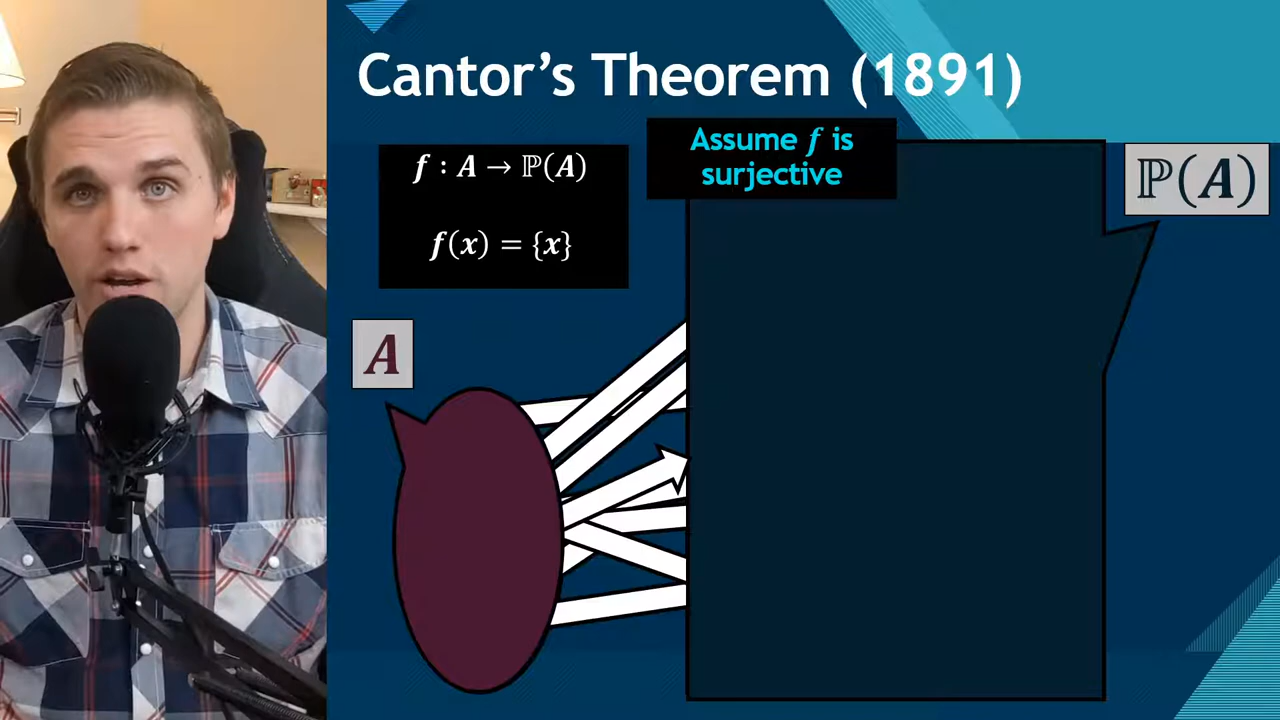 Cantor's Theorem (1891)
f : A → ℙ(A)
f(x) = {x}
Assume f is
surjective
ℙ(A)
A